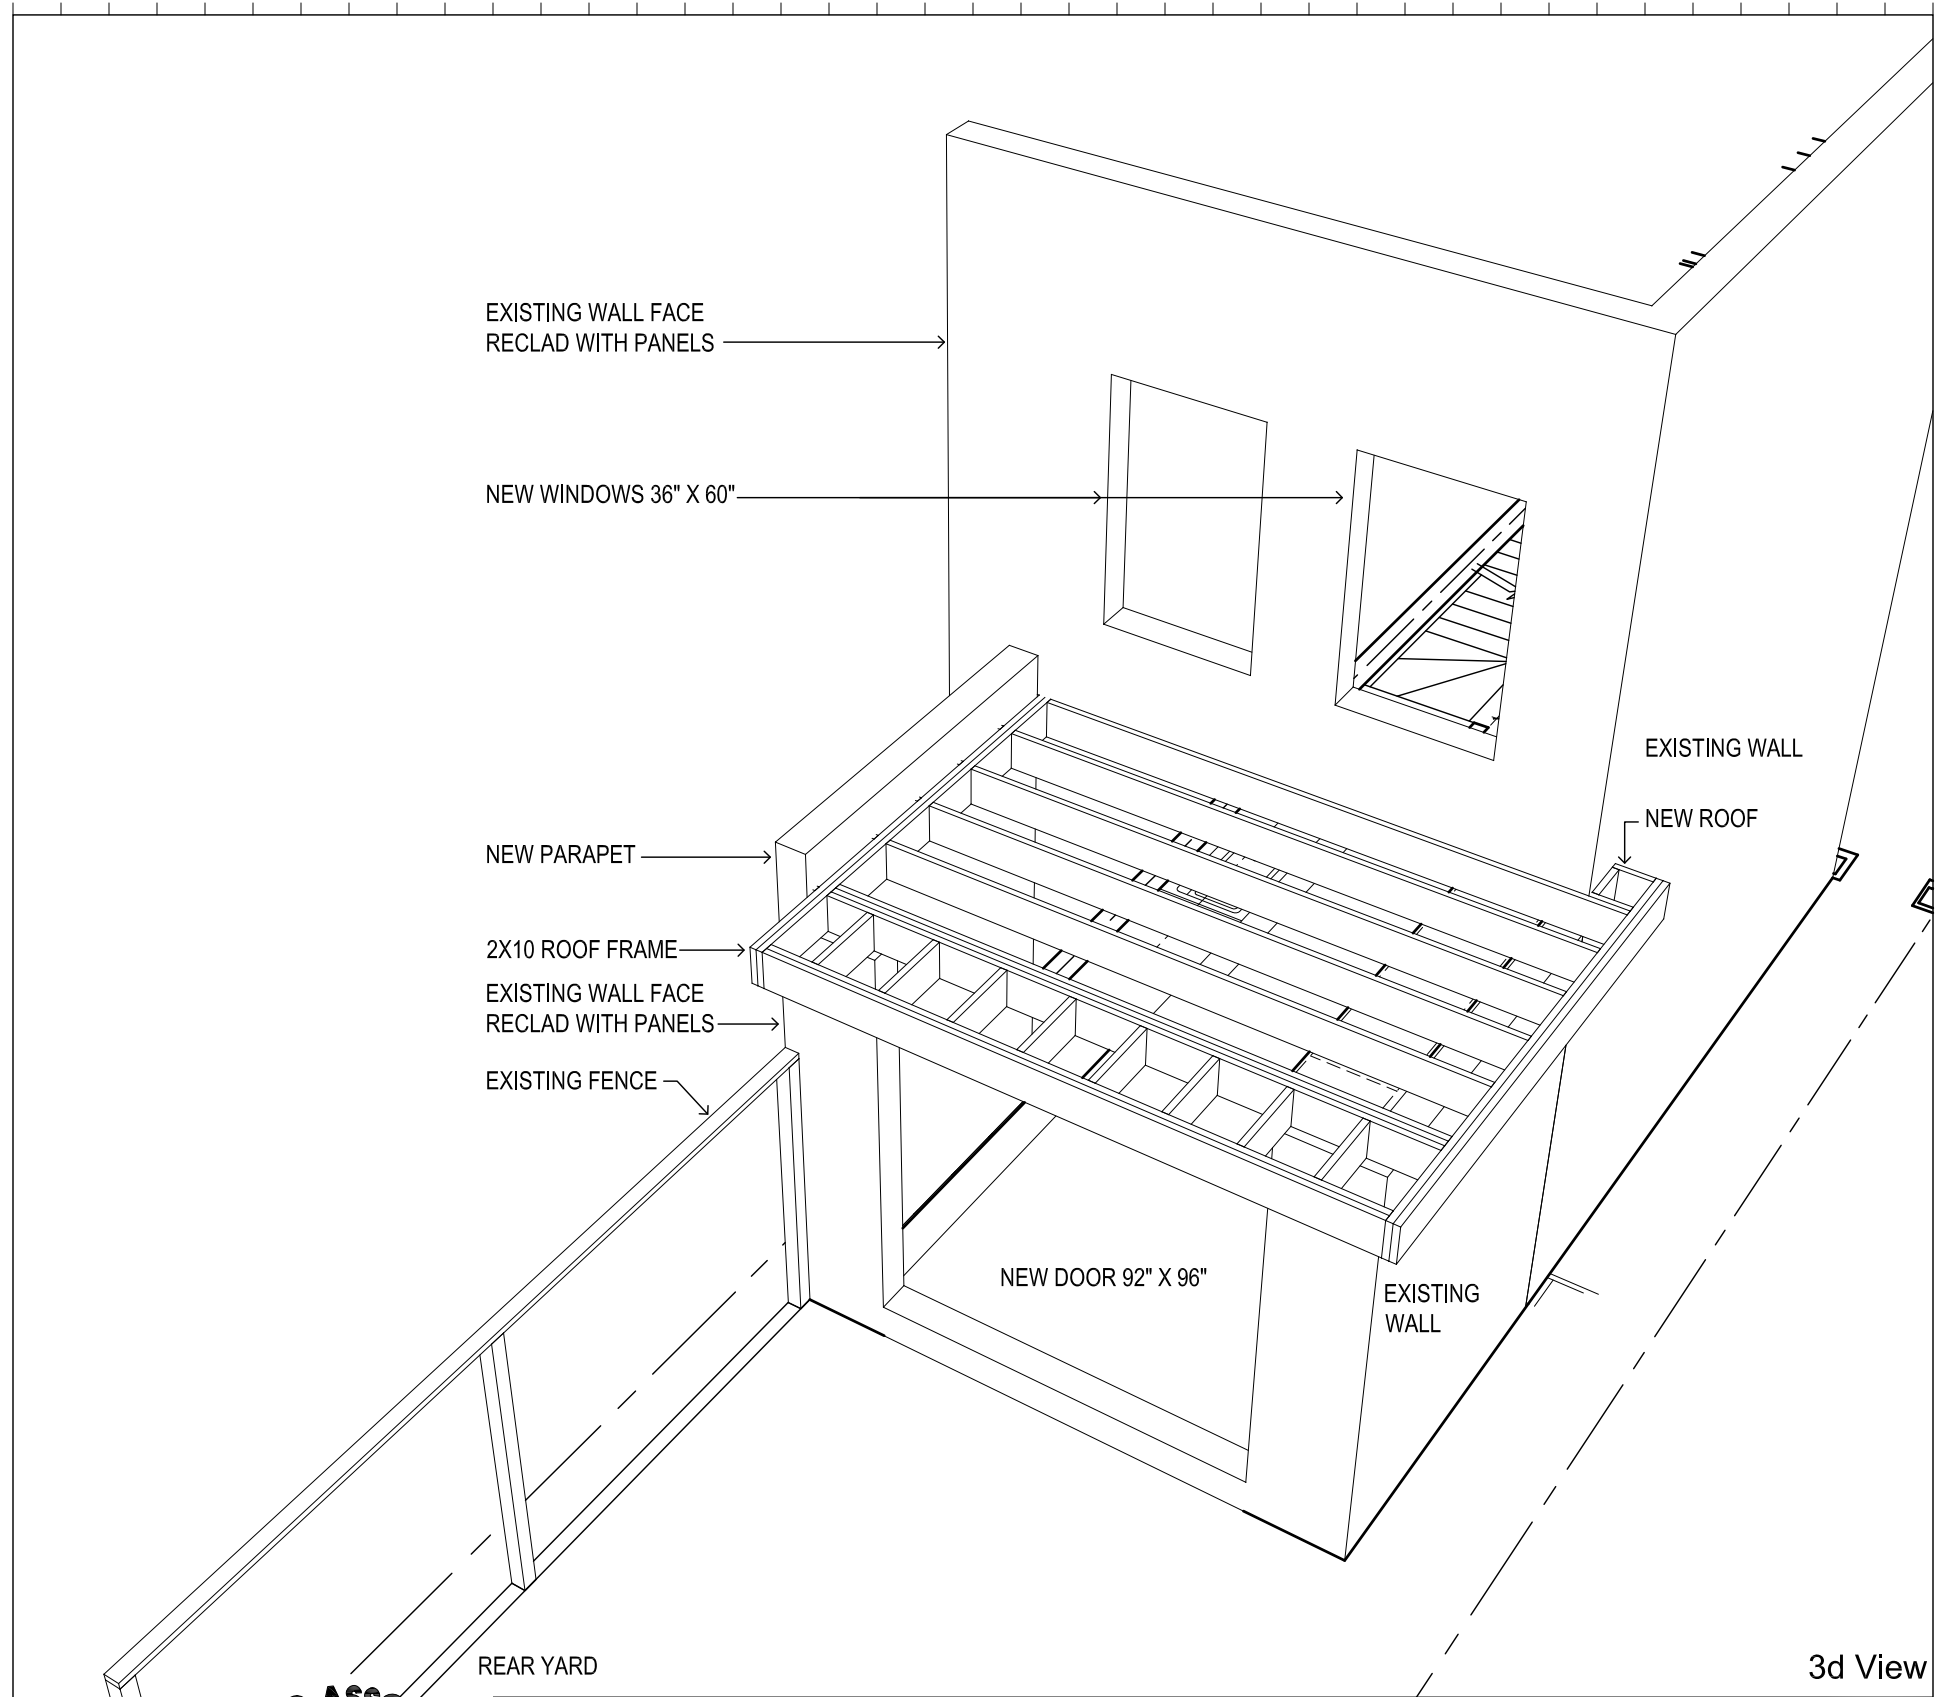 EXISTING WALL FACE
RECLAD WITH PANELS
NEW WINDOWS 36" X 60"
EXISTING WALL
NEW ROOF
NEW PARAPET
2X10 ROOF FRAME
EXISTING WALL FACE
RECLAD WITH PANELS
EXISTING FENCE
NEW DOOR 92" X 96"
EXISTING
WALL
REAR YARD
3d View